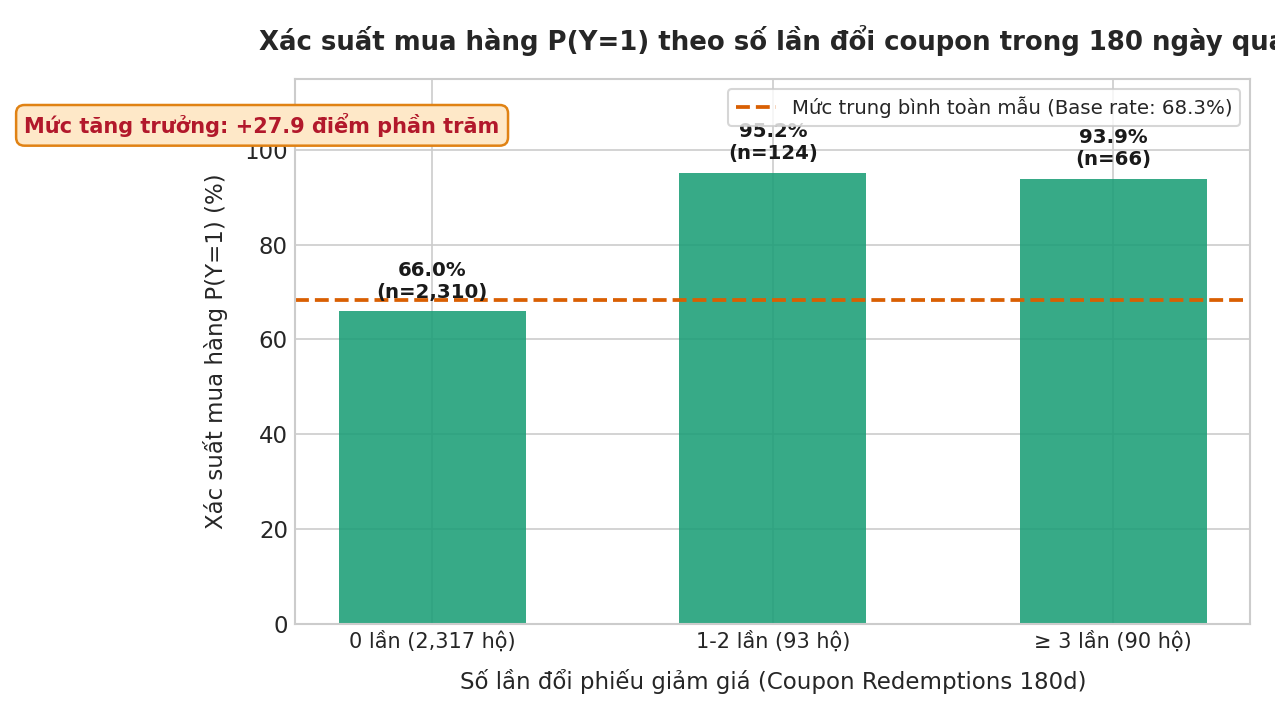 Xác suất mua hàng P(Y=1) theo số lần đổi coupon trong 180 ngày qua
Mức tăng trưởng: +27.9 điểm phần trăm
Mức trung bình toàn mẫu (Base rate: 68.3%)
95.2%
(n=124)
93.9%
(n=66)
66.0%
(n=2,310)
Xác suất mua hàng P(Y=1) (%)
100
80
60
40
20
0
0 lần (2,317 hộ)
1-2 lần (93 hộ)
≥ 3 lần (90 hộ)
Số lần đổi phiếu giảm giá (Coupon Redemptions 180d)